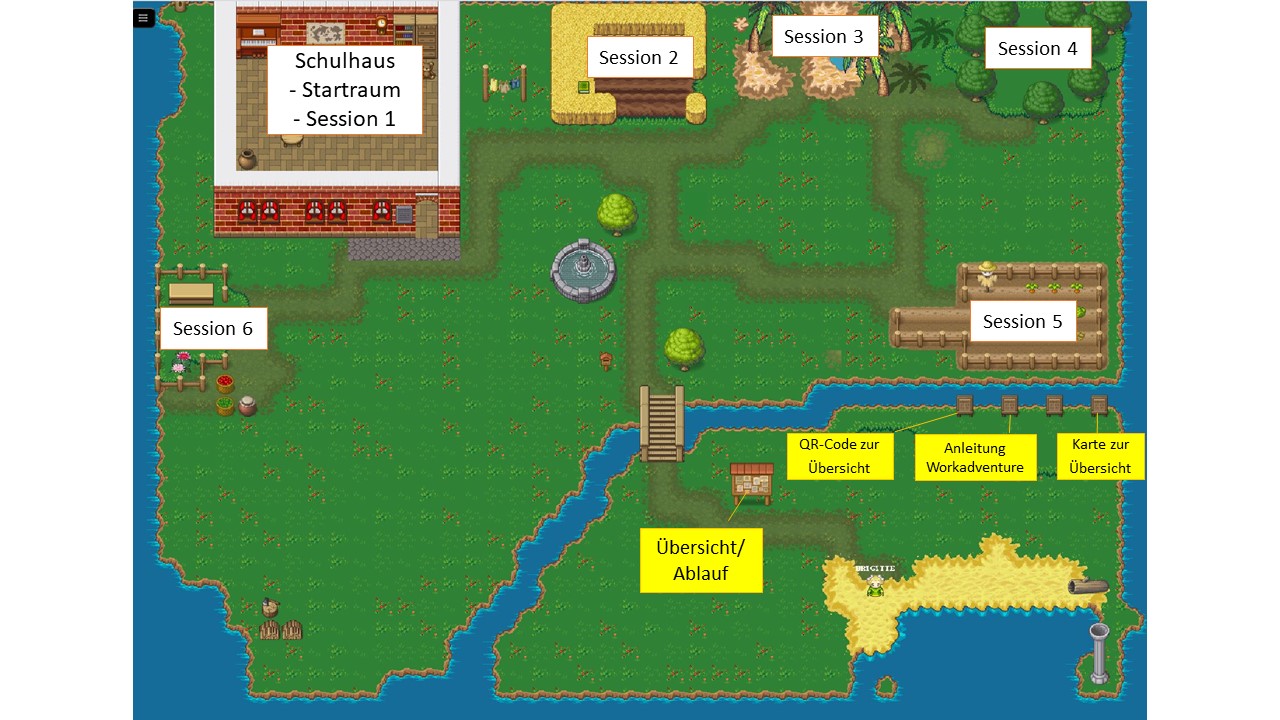 Schulhaus
- Startraum
- Session 1
Session 2
Session 3
Session 4
Session 6
Session 5
QR-Code zur
Übersicht
Anleitung
Workadventure
Karte zur
Übersicht
Übersicht/
Ablauf
BRIGITTE